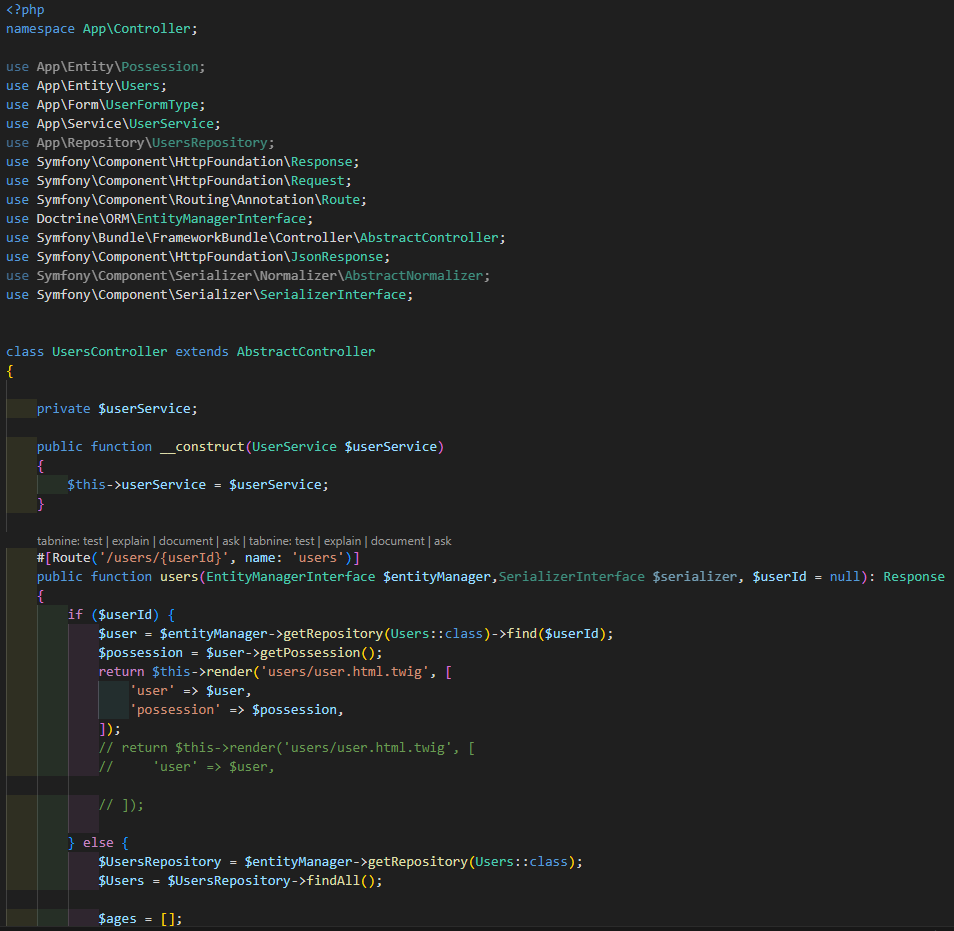 <?php
namespace App\Controller;
use App\Entity\Possession;
use App\Entity\Users;
use App\Form\UserFormType;
use App\Service\UserService;
use App\Repository\UsersRepository;
use Symfony\Component\HttpFoundation\Response;
use Symfony\Component\HttpFoundation\Request;
use Symfony\Component\Routing\Annotation\Route;
use Doctrine\ORM\EntityManagerInterface;
use Symfony\Bundle\FrameworkBundle\Controller\AbstractController;
use Symfony\Component\HttpFoundation\JsonResponse;
use Symfony\Component\Serializer\Normalizer\AbstractNormalizer;
use Symfony\Component\Serializer\SerializerInterface;
class UsersController extends AbstractController
{
private $userService;
public function __construct(UserService $userService)
{
$this->userService = $userService;
}
tabnine: test | explain | document | ask | tabnine: test | explain | document | ask
#[Route('/users/{userId}', name: 'users')]
public function users(EntityManagerInterface $entityManager,SerializerInterface $serializer, $userId = null): Response
{
if ($userId) {
$user = $entityManager->getRepository(Users::class)->find($userId);
$possession = $user->getPossession();
return $this->render('users/user.html.twig', [
'user' => $user,
'possession' => $possession,
]);
// return $this->render('users/user.html.twig', [
//     'user' => $user,
// ]);
} else {
$UsersRepository = $entityManager->getRepository(Users::class);
$Users = $UsersRepository->findAll();
$ages = [];